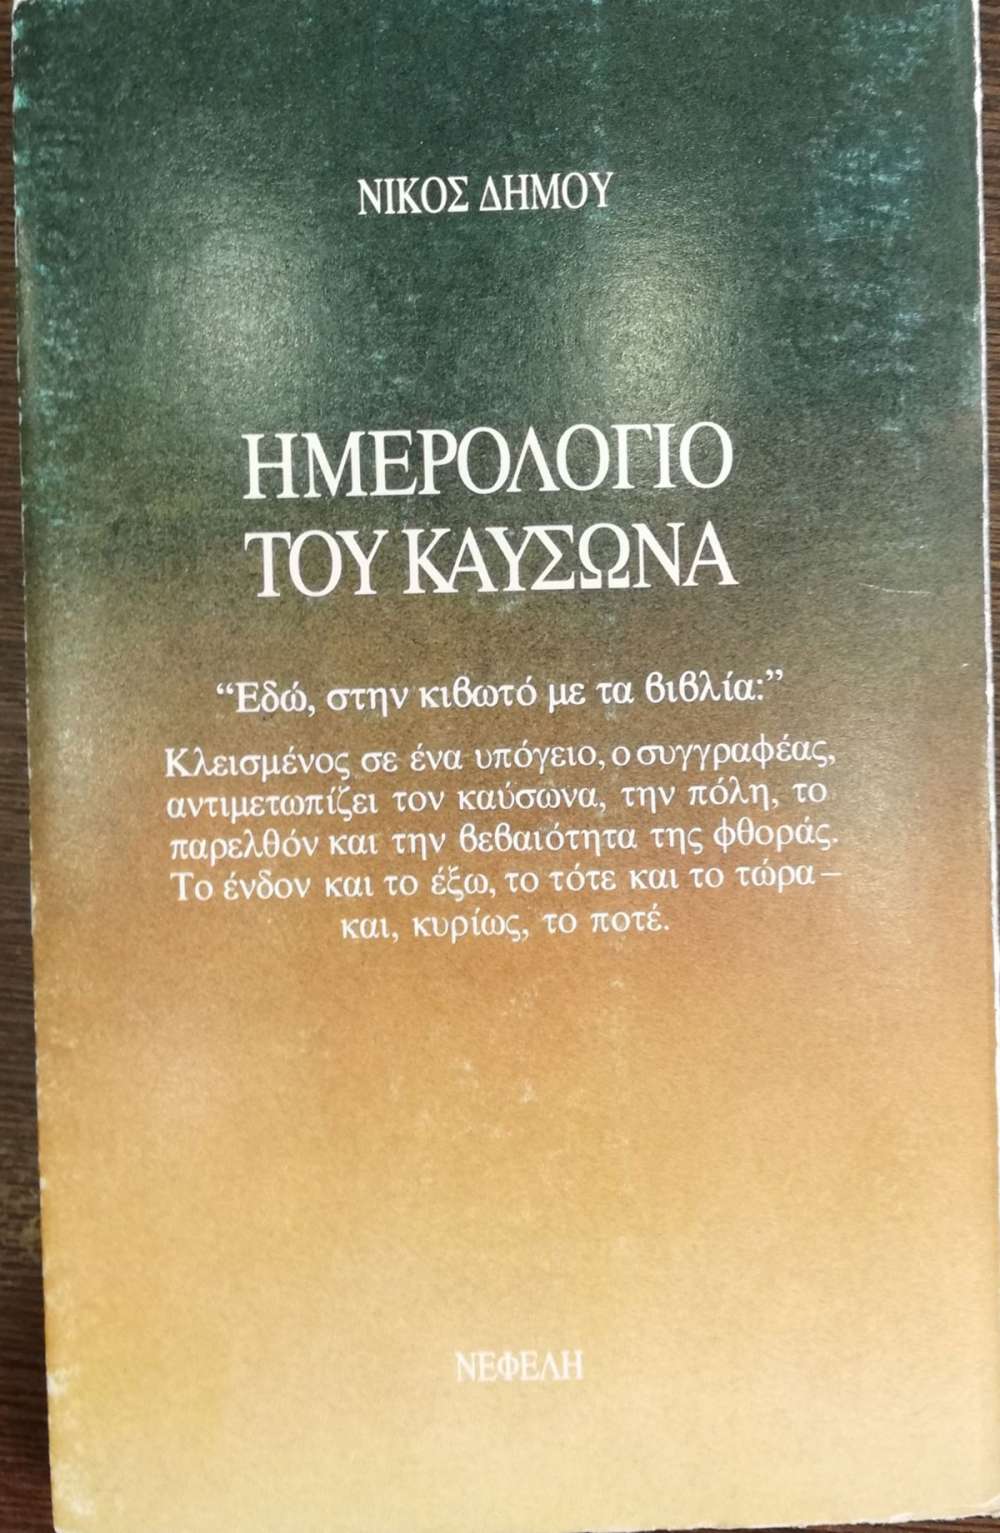 ΝΙΚΟΣ ΔΗΜΟΥ
ΗΜΕΡΟΛΟΓΙΟ
ΤΟΥ ΚΑΥΣΩΝΑ
“Εδώ, στην κιβωτό με τα βιβλία:”
Κλεισμένος σε ένα υπόγειο, ο συγγραφέας,
αντιμετωπίζει τον καύσωνα, την πόλη, το
παρελθόν και την βεβαιότητα της φθοράς.
Το ένδον και το έξω, το τότε και το τώρα –
και, κυρίως, το ποτέ.
ΝΕΦΕΛΗ